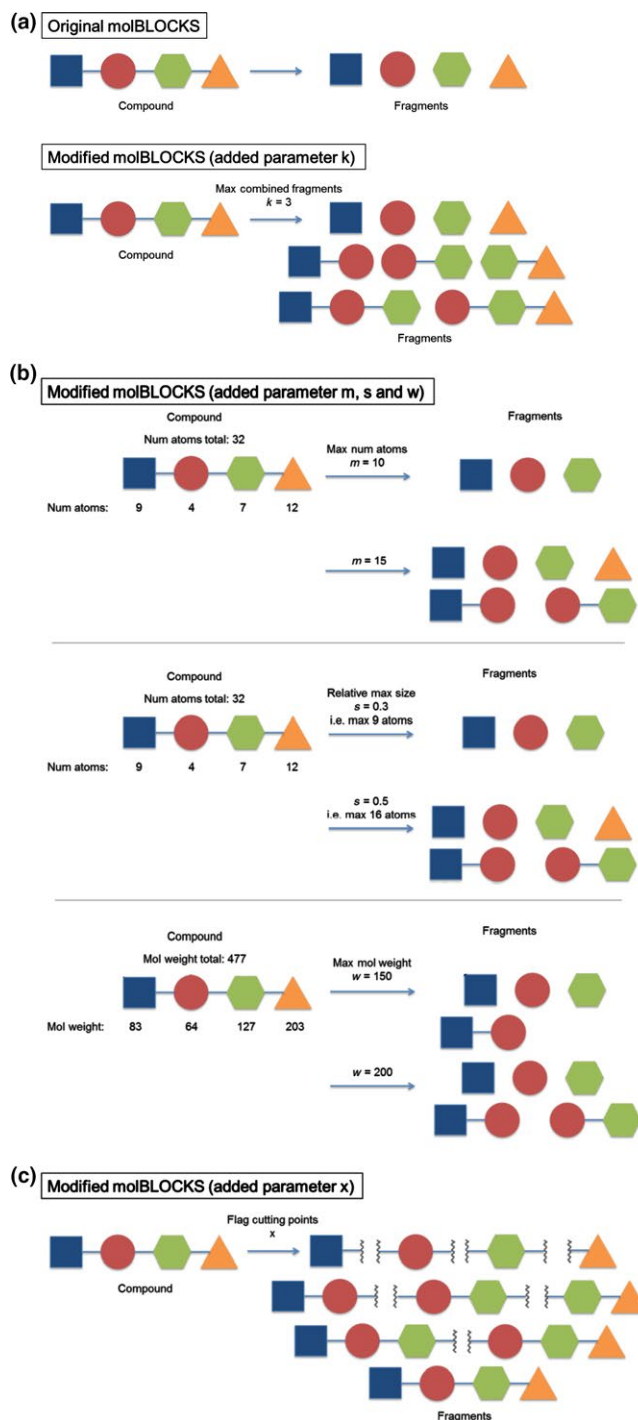 (a) Original molBLOCKS
Compound
Fragments
Modified molBLOCKS (added parameter k)
Max combined fragments
k = 3
Compound
Fragments
(b) Modified molBLOCKS (added parameter m, s and w)
Compound
Fragments
Num atoms total: 32
Max num atoms
m = 10
Num atoms: 9 4 7 12
m = 15
Compound
Fragments
Num atoms total: 32
Relative max size
s = 0.3
i.e. max 9 atoms
Num atoms: 9 4 7 12
s = 0.5
i.e. max 16 atoms
Compound
Fragments
Mol weight total: 477
Max mol weight
w = 150
Mol weight: 83 64 127 203
w = 200
(c) Modified molBLOCKS (added parameter x)
Flag cutting points
x
Compound
Fragments